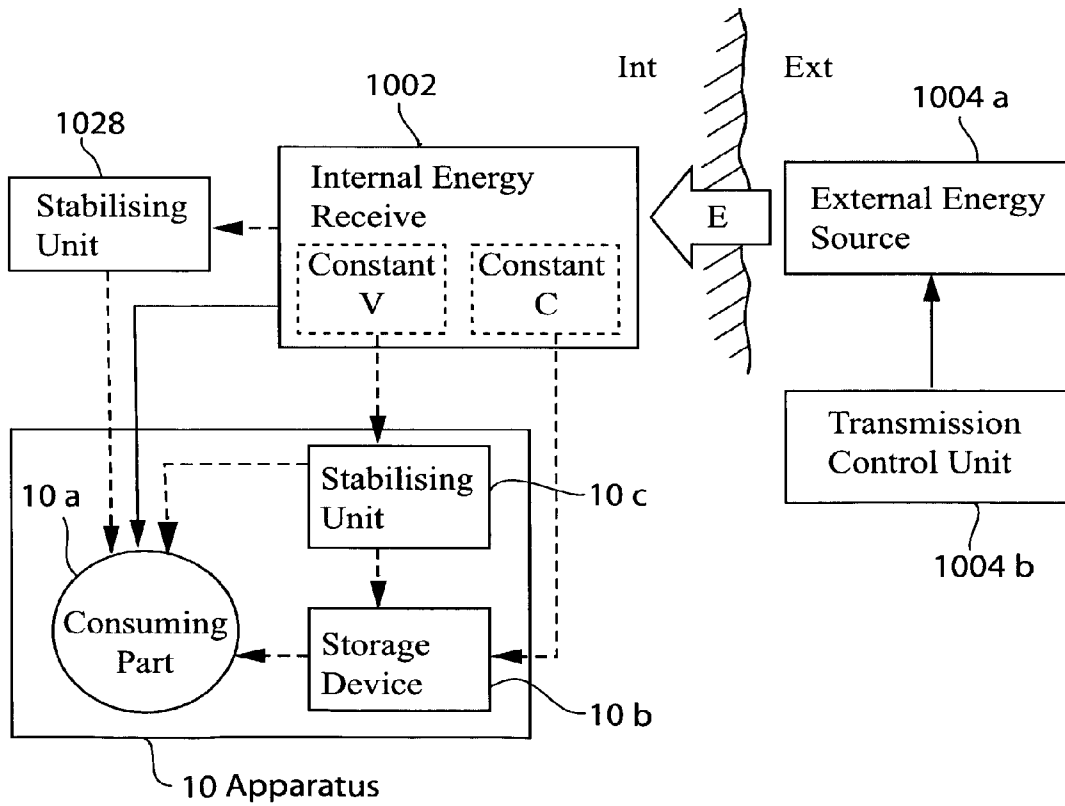 Int
Ext
1002
1004 a
1028
Internal Energy
Receive
Stabilising
Unit
E
External Energy
Source
Constant
V
Constant
C
Transmission
Control Unit
Stabilising
Unit
10 a
10 c
1004 b
Consuming
Part
Storage
Device
10 b
10 Apparatus